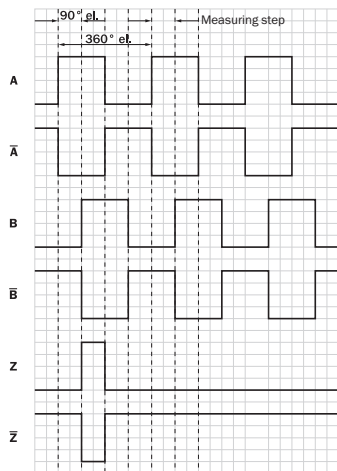 90° el.
Measuring step
360° el.
A
A̅
B
B̅
Z
Z̅